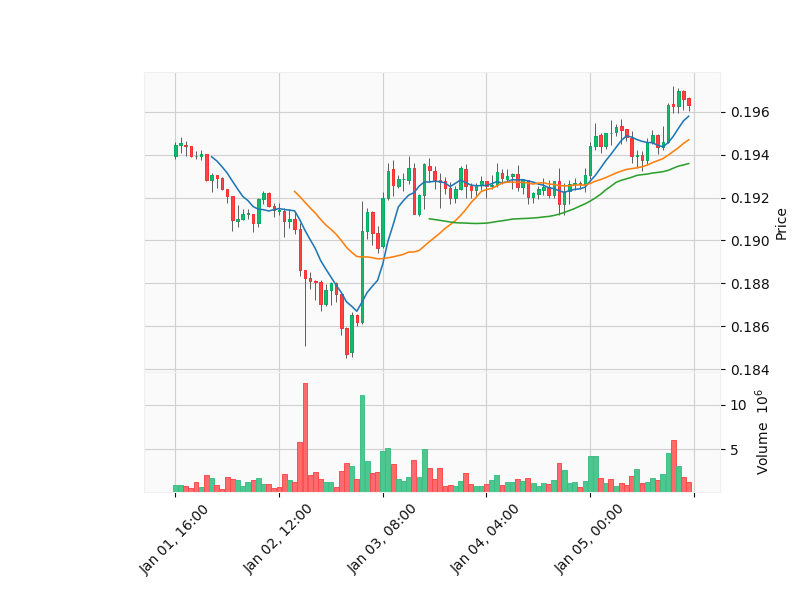 0.196
0.194
0.192
0.190
0.188
0.186
0.184
Price
10
5
Volume 10^6
Jan 01, 16:00
Jan 02, 12:00
Jan 03, 08:00
Jan 04, 04:00
Jan 05, 00:00